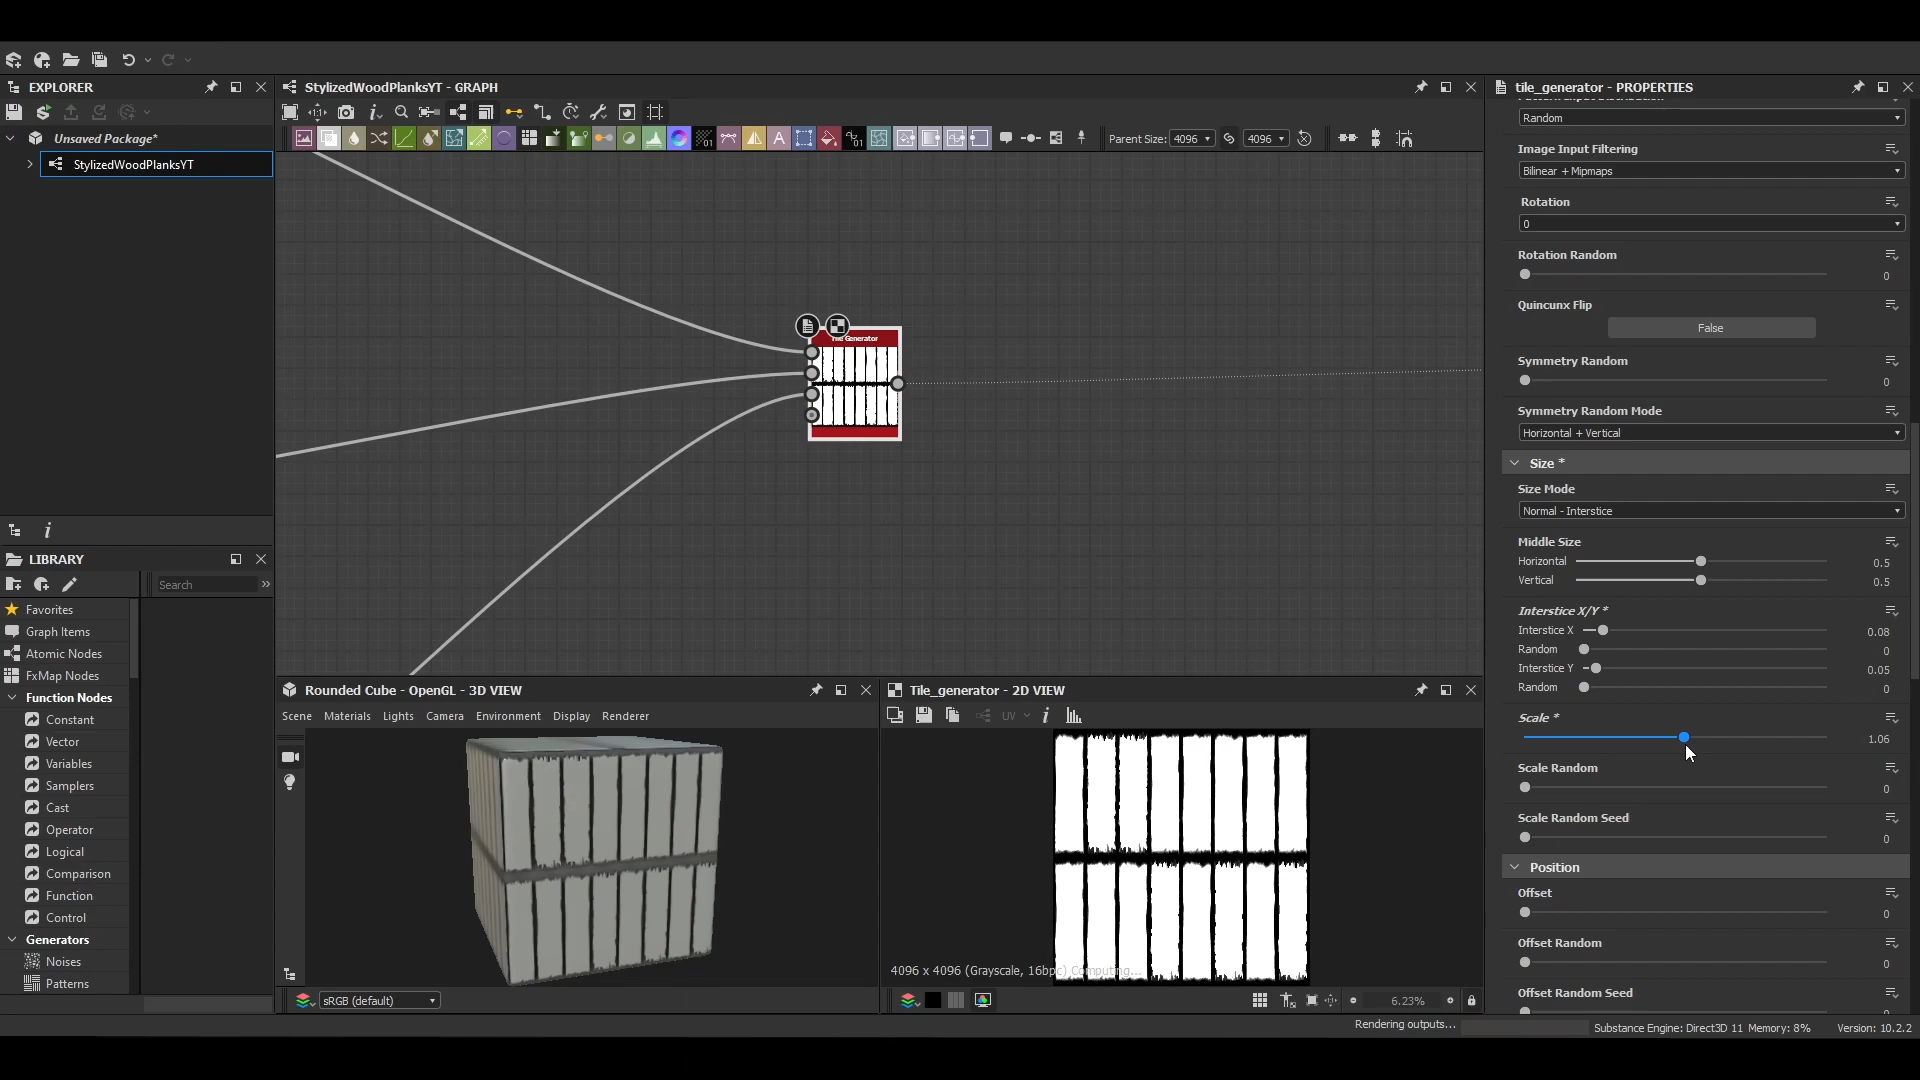 EXPLORER
Unsaved Package*
StylizedWoodPlanksYT
LIBRARY
Search
Favorites
Graph Items
Atomic Nodes
FxMap Nodes
Function Nodes
Constant
Vector
Variables
Samplers
Cast
Operator
Logical
Comparison
Function
Control
Generators
Noises
Patterns
StylizedWoodPlanksYT - GRAPH
Parent Size: 4096 4096
Tile Generator
Rounded Cube - OpenGL - 3D VIEW
Scene Materials Lights Camera Environment Display Renderer
sRGB (default)
Tile_generator - 2D VIEW
UV
4096 x 4096 (Grayscale, 16bpc) Computing...
6.23%
tile_generator - PROPERTIES
Random
Image Input Filtering
Bilinear + Mipmaps
Rotation
0
Rotation Random
0
Quincunx Flip
False
Symmetry Random
0
Symmetry Random Mode
Horizontal + Vertical
Size *
Size Mode
Normal - Interstice
Middle Size
Horizontal 0.5
Vertical 0.5
Interstice X/Y *
Interstice X 0.08
Random 0
Interstice Y 0.05
Random 0
Scale *
1.06
Scale Random
0
Scale Random Seed
0
Position
Offset
0
Offset Random
0
Offset Random Seed
Rendering outputs...
Substance Engine: Direct3D 11 Memory: 8% Version: 10.2.2